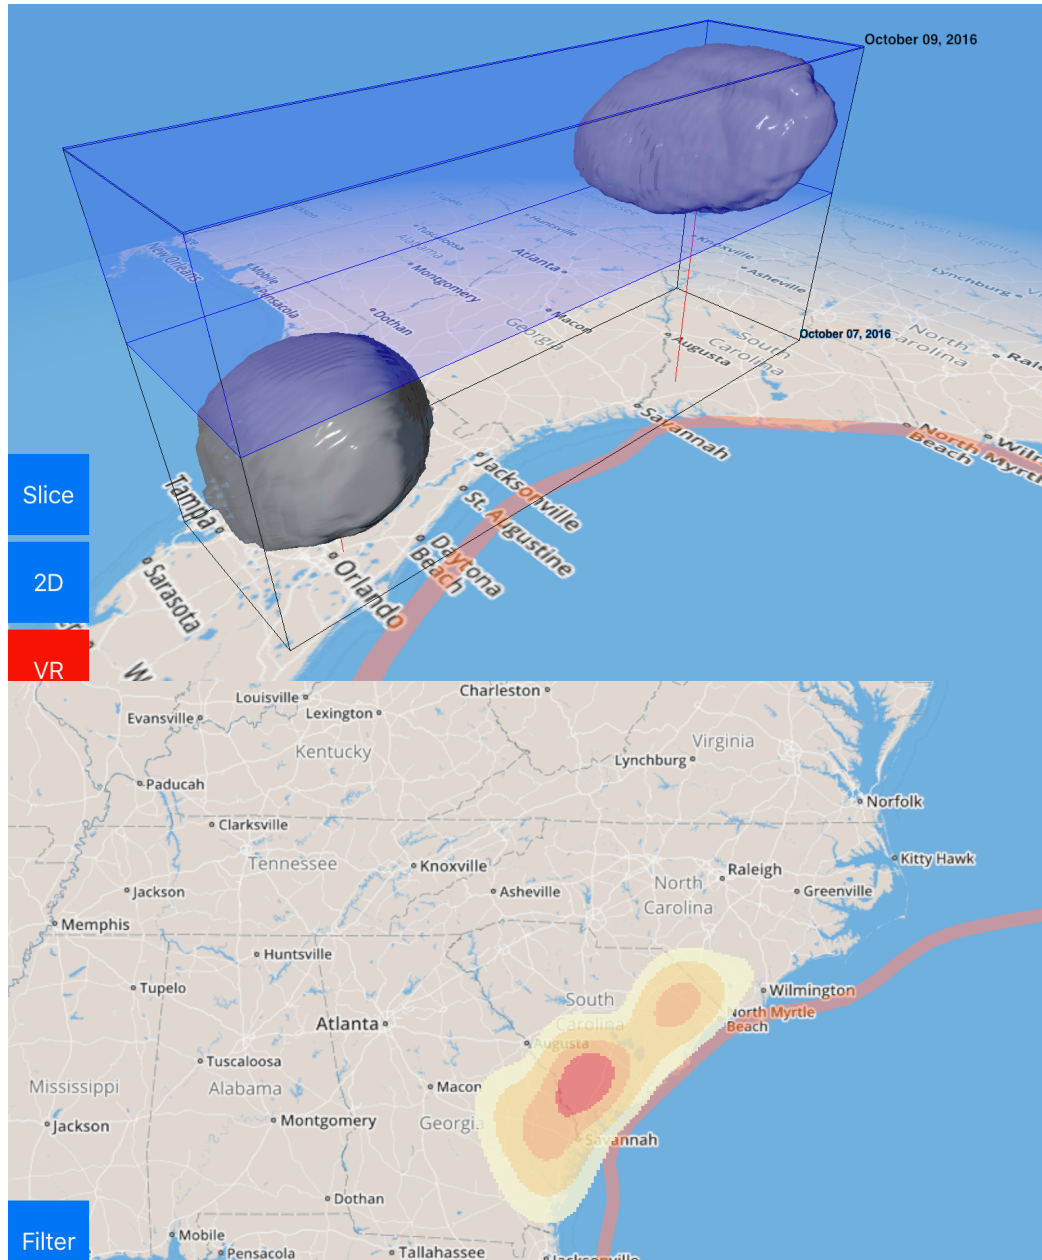 October 09, 2016
Tupelo
Huntsville
West Virginia
Tuscaloosa
Alabama
New Orleans
Knoxville
Atlanta
Mobile
Montgomery
Asheville
Lynchburg
Pensacola
Dothan
Macon
Georgia
October 07, 2016
South
Carolina
North
Carolina
Augusta
Savannah
North Myrtle
Beach
Jacksonville
St. Augustine
Tampa
Slice
Daytona
Beach
Orlando
2D
Sarasota
VR
Louisville
Charleston
Evansville
Lexington
Kentucky
Virginia
Lynchburg
Paducah
Norfolk
Clarksville
Tennessee
Knoxville
Kitty Hawk
Raleigh
Jackson
Asheville
North
Carolina
Greenville
Memphis
Huntsville
Tupelo
South
Carolina
Wilmington
North Myrtle
Beach
Atlanta
Augusta
Tuscaloosa
Mississippi
Alabama
Macon
Georgia
Jackson
Montgomery
Savannah
Dothan
Mobile
Filter
Pensacola
Tallahassee
Jacksonville